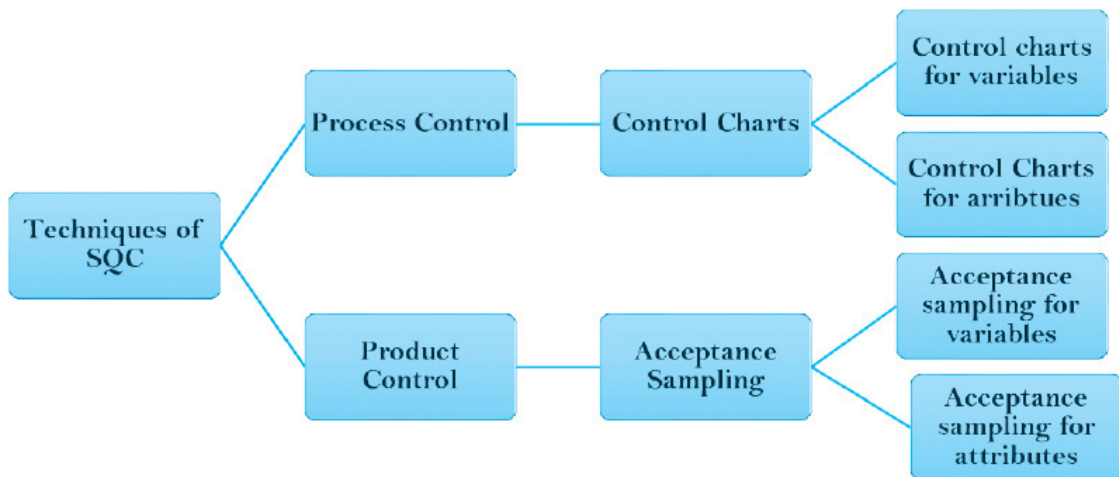 Techniques of
SQC
Process Control
Control Charts
Control charts
for variables
Control Charts
for arribtues
Product
Control
Acceptance
Sampling
Acceptance
sampling for
variables
Acceptance
sampling for
attributes